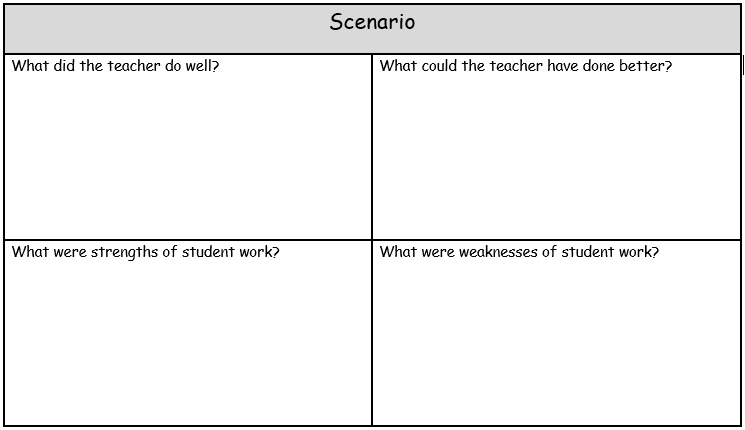 Scenario
What did the teacher do well?
What could the teacher have done better?
What were strengths of student work?
What were weaknesses of student work?